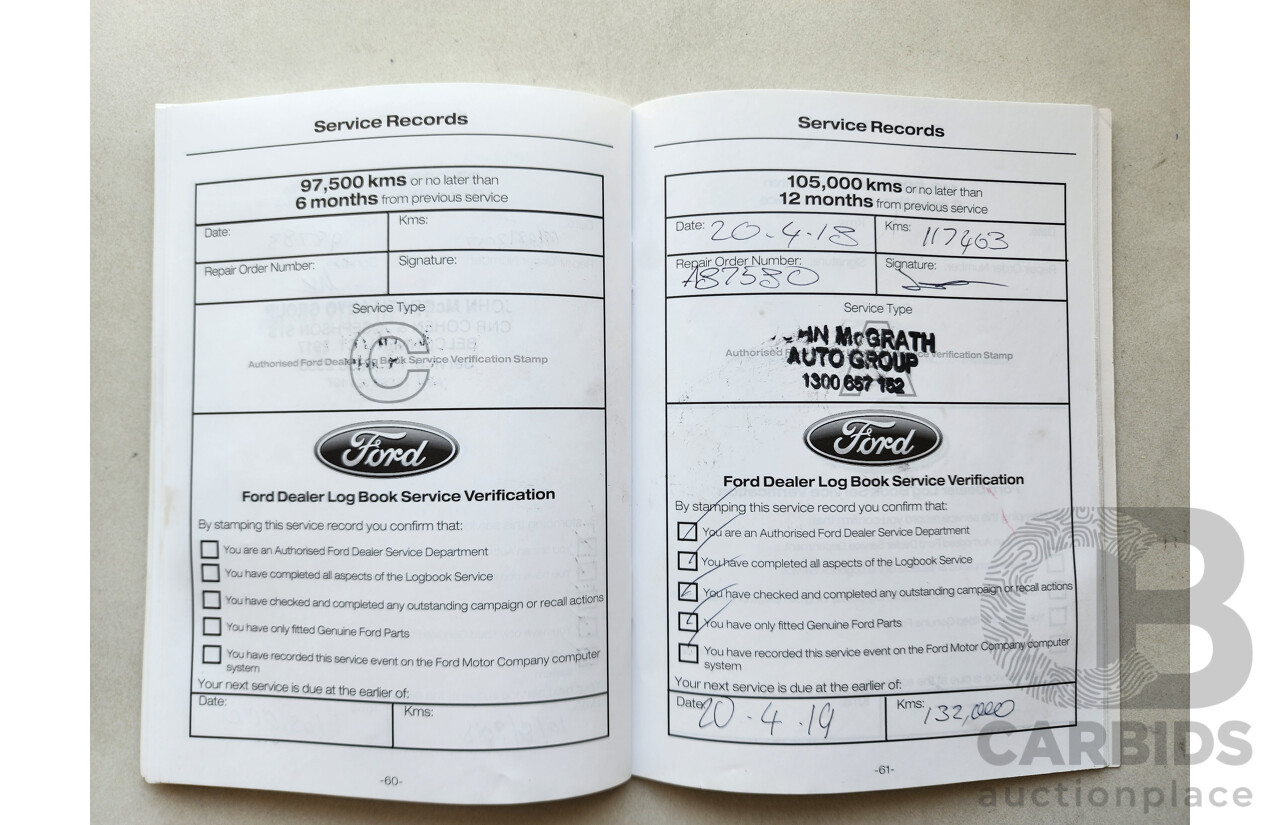 Service Records
97,500 kms or no later than
6 months from previous service
Date:
Kms:
Repair Order Number:
Signature:
Service Type
C
Authorised Ford Dealer Log Book Service Verification Stamp
Ford
Ford Dealer Log Book Service Verification
By stamping this service record you confirm that:
You are an Authorised Ford Dealer Service Department
You have completed all aspects of the Logbook Service
You have checked and completed any outstanding campaign or recall actions
You have only fitted Genuine Ford Parts
You have recorded this service event on the Ford Motor Company computer
system
Your next service is due at the earlier of:
Date:
Kms:
-60-
Service Records
105,000 kms or no later than
12 months from previous service
Date: 20.4.18
Kms: 117463
Repair Order Number:
A87580
Signature:
Service Type
McGRATH
AUTO GROUP
1300 657 152
A
Authorised Service Verification Stamp
Ford
Ford Dealer Log Book Service Verification
By stamping this service record you confirm that:
You are an Authorised Ford Dealer Service Department
You have completed all aspects of the Logbook Service
You have checked and completed any outstanding campaign or recall actions
You have only fitted Genuine Ford Parts
You have recorded this service event on the Ford Motor Company computer
system
Your next service is due at the earlier of:
Date: 20.4.19
Kms: 132,000
-61-
CB
CARBIDS
auctionplace